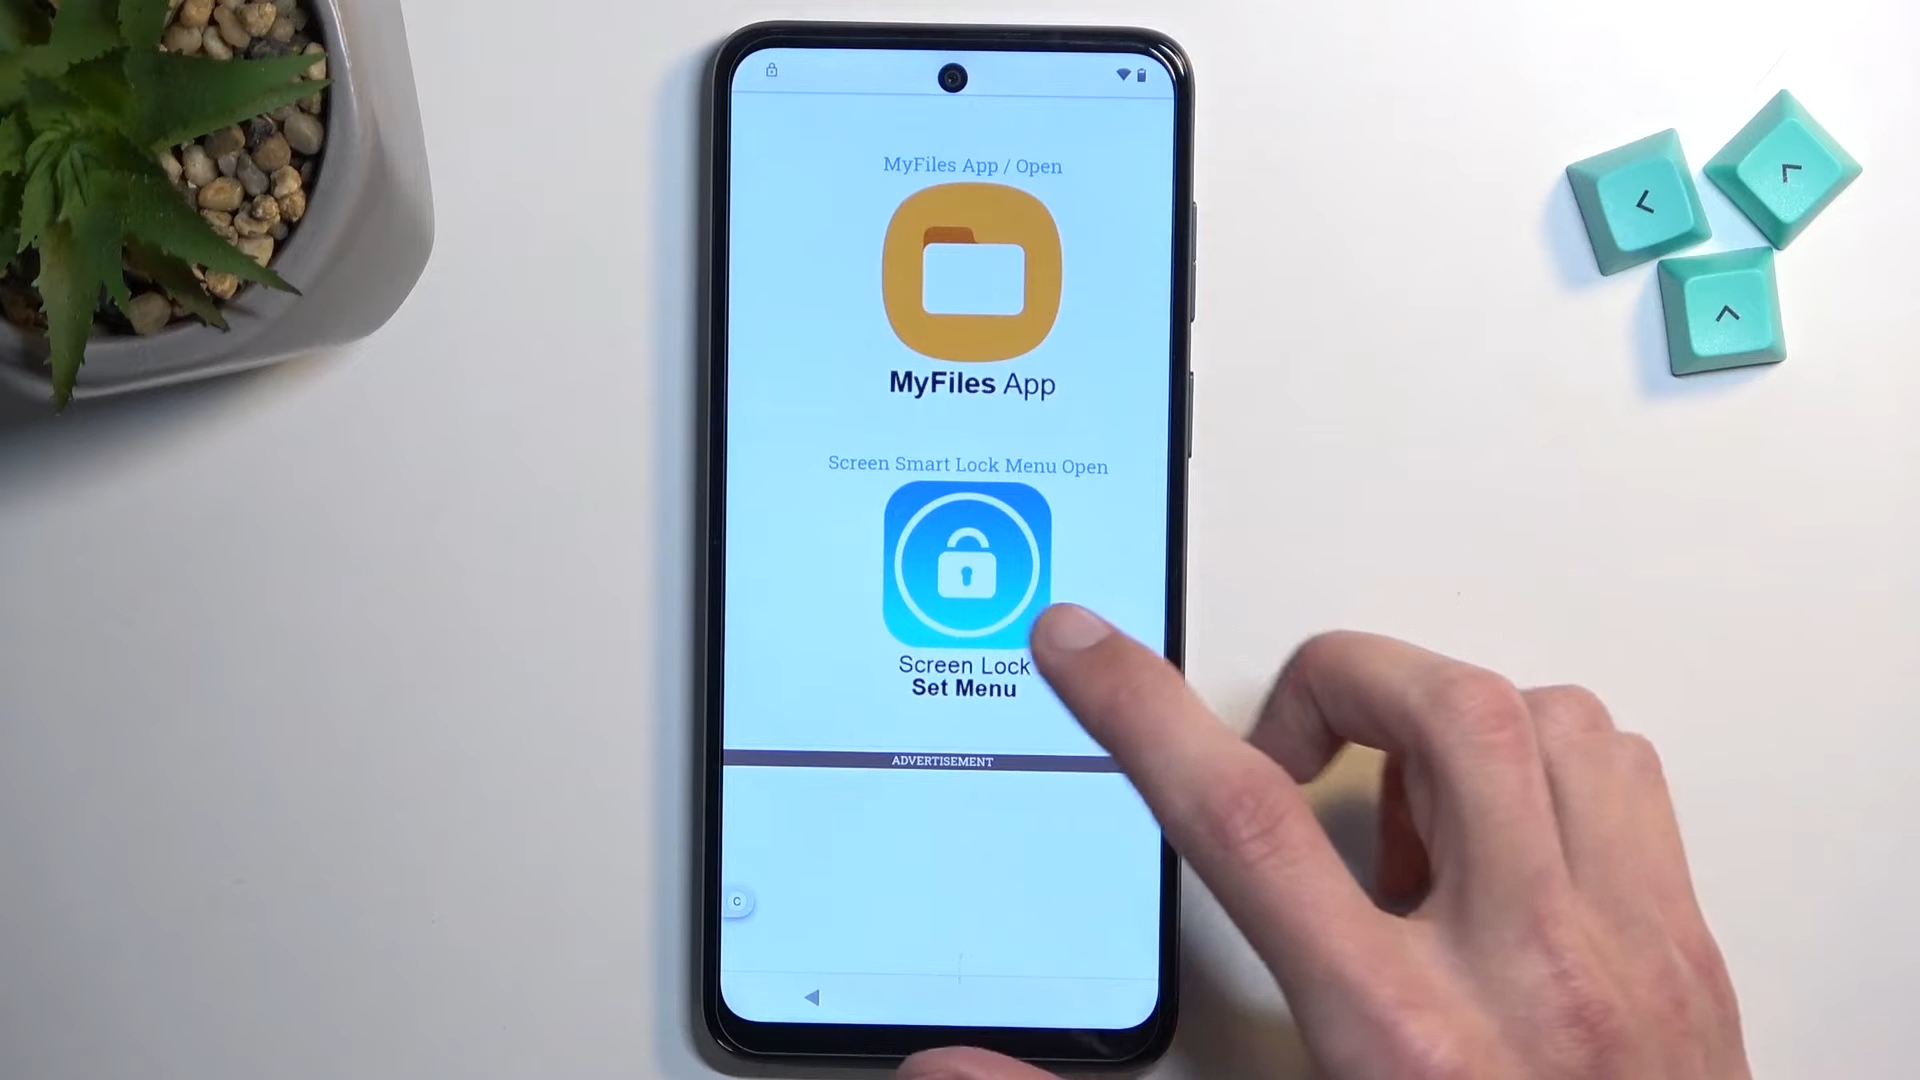 MyFiles App / Open
MyFiles App
Screen Smart Lock Menu Open
Screen Lock
Set Menu
ADVERTISEMENT
C